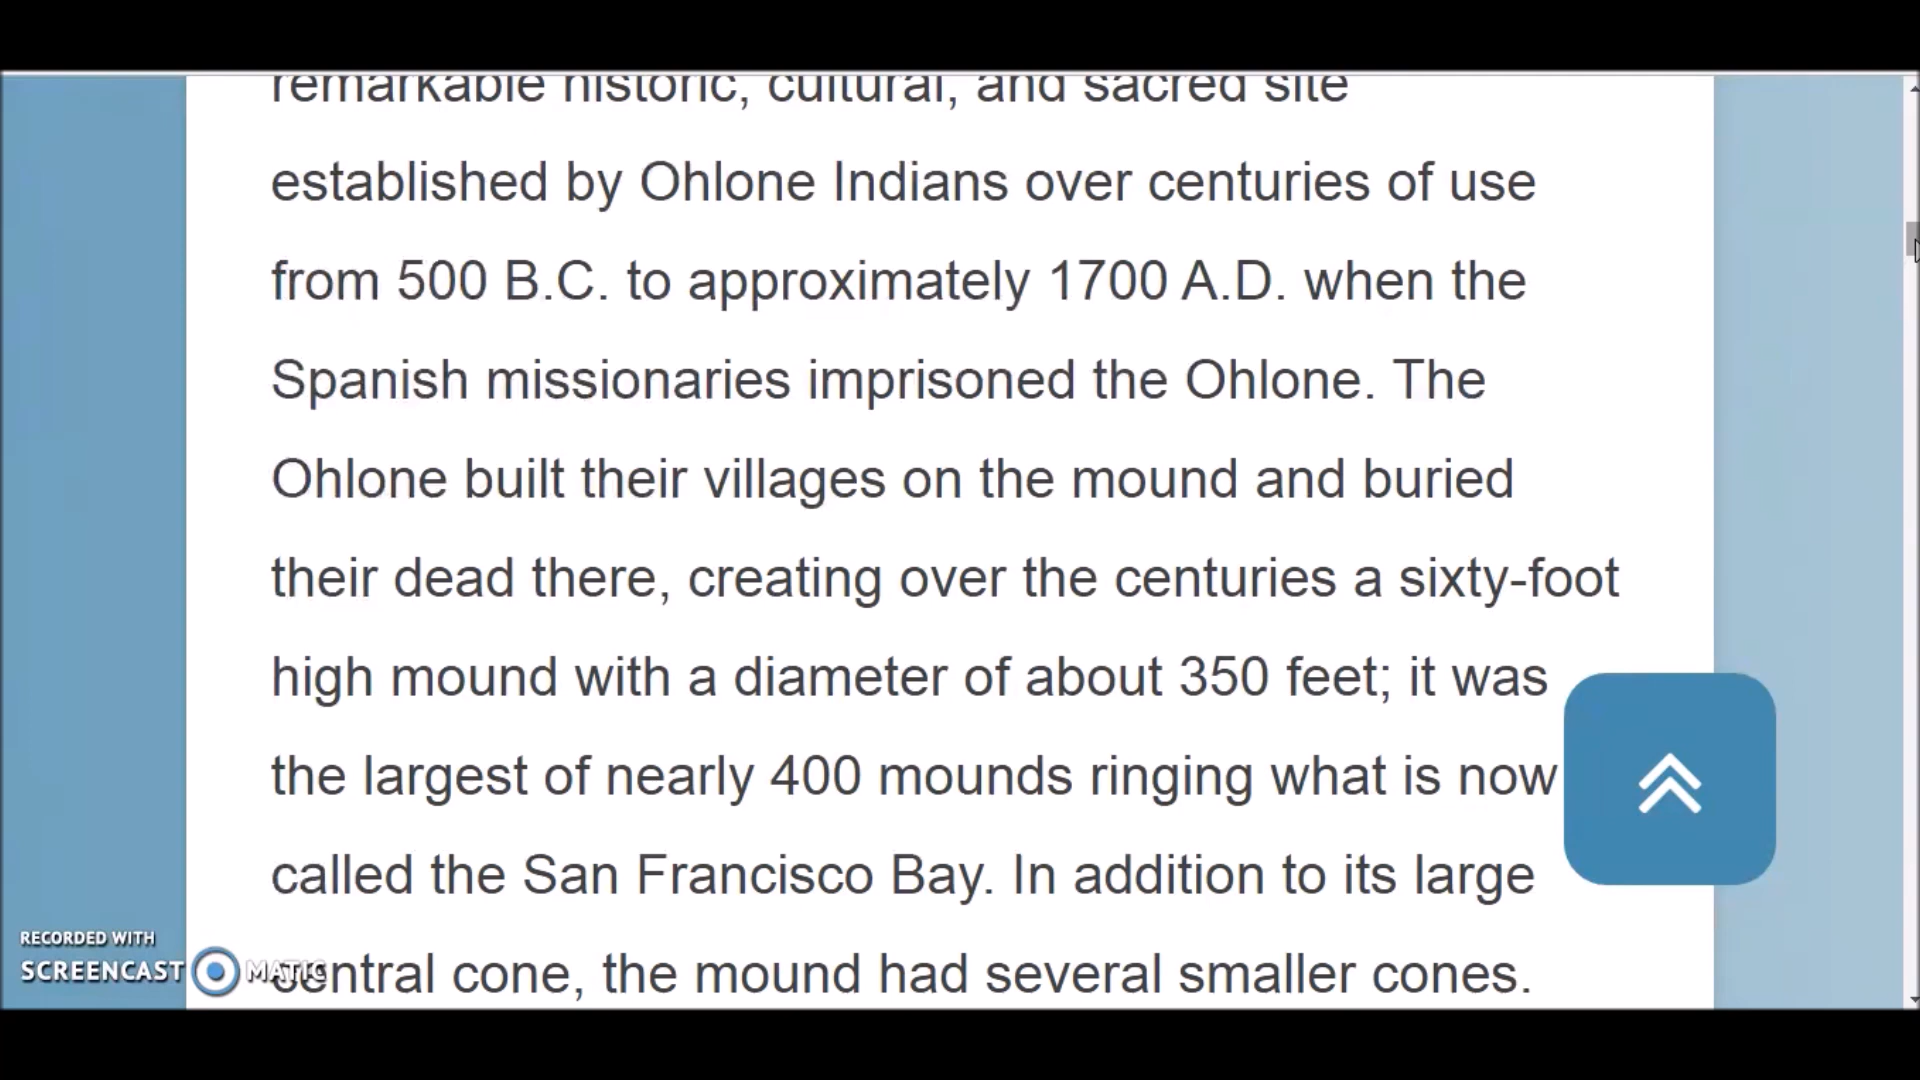 remarkable historic, cultural, and sacred site
established by Ohlone Indians over centuries of use
from 500 B.C. to approximately 1700 A.D. when the
Spanish missionaries imprisoned the Ohlone. The
Ohlone built their villages on the mound and buried
their dead there, creating over the centuries a sixty-foot
high mound with a diameter of about 350 feet; it was
the largest of nearly 400 mounds ringing what is now
called the San Francisco Bay. In addition to its large
central cone, the mound had several smaller cones.
RECORDED WITH
SCREENCAST MATIC